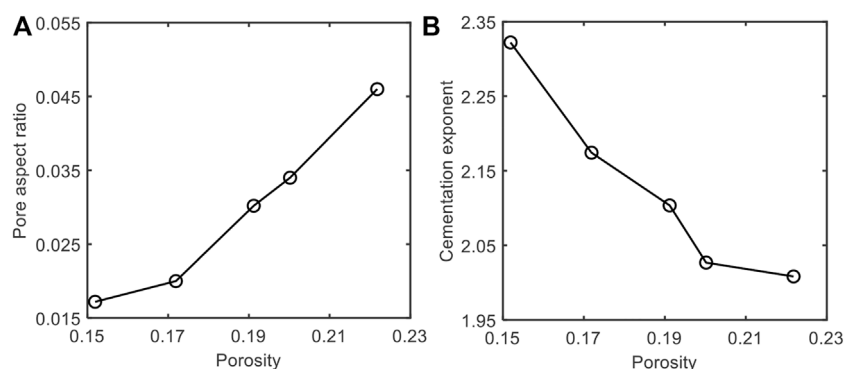 A
0.055
0.045
0.035
0.025
0.015
Pore aspect ratio
0.15 0.17 0.19 0.21 0.23
Porosity
B
2.35
2.25
2.15
2.05
1.95
Cementation exponent
0.15 0.17 0.19 0.21 0.23
Porosity